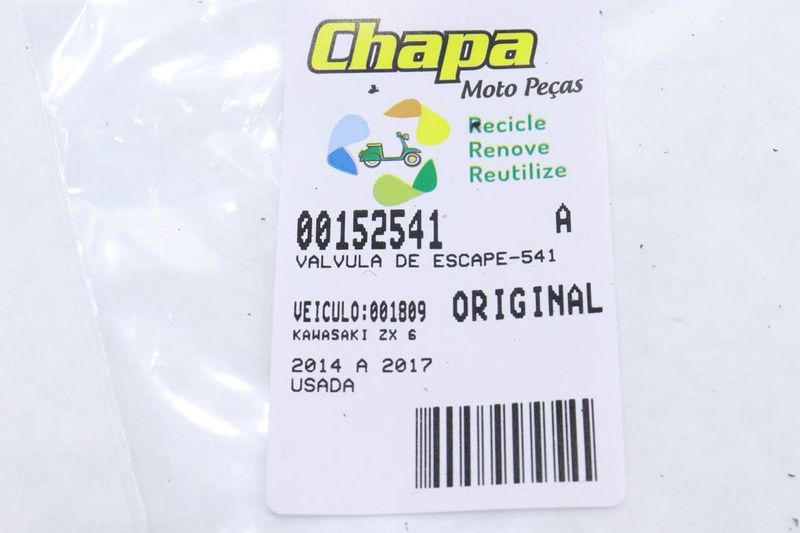 Chapa
Moto Peças
Recicle
Renove
Reutilize
00152541 A
VALVULA DE ESCAPE-541
VEICULO:001809 ORIGINAL
KAWASAKI ZX 6
2014 A 2017
USADA